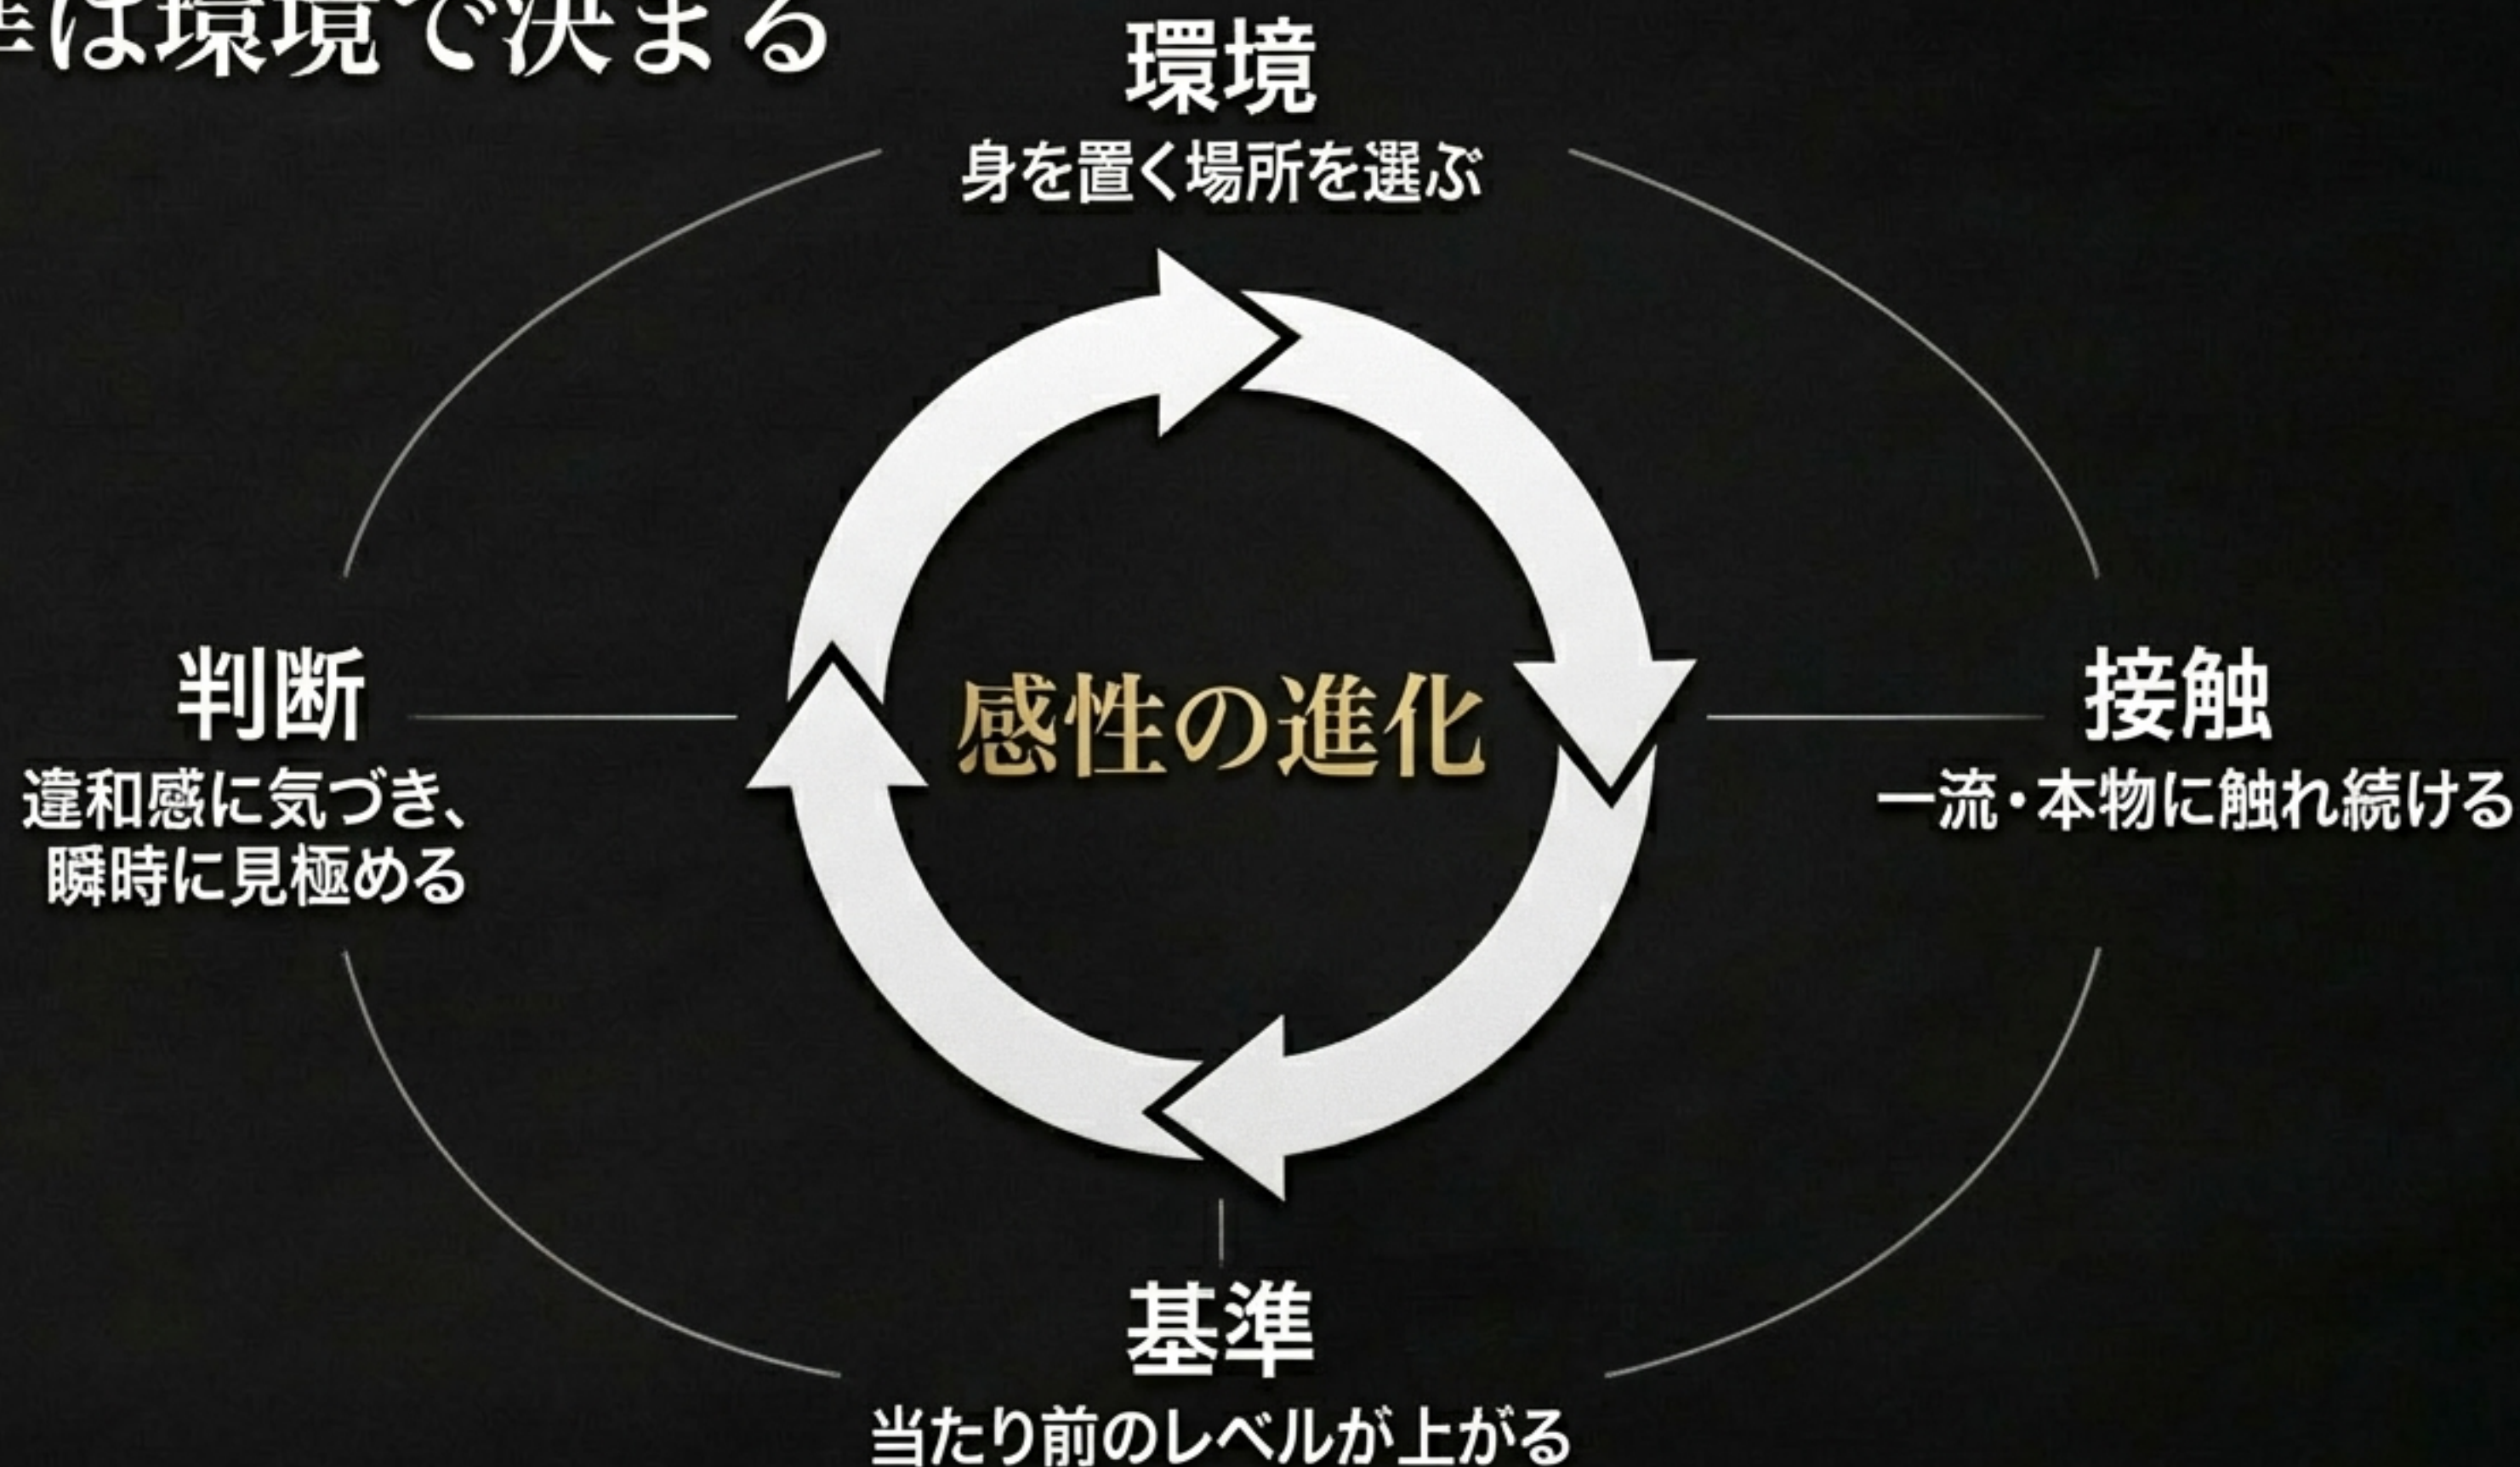 は環境で決まる
環境
身を置く場所を選ぶ
感性の進化
判断
違和感に気づき、
瞬時に見極める
接触
一流・本物に触れ続ける
基準
当たり前のレベルが上がる